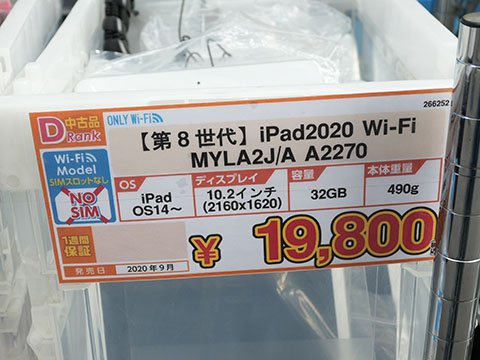 266252
D 中古品 Rank
ONLY Wi-Fi
【第8世代】iPad2020 Wi-Fi
MYLA2J/A A2270
Wi-Fi
Model
SIMスロットなし
NO
SIM
OS ディスプレイ 容量 本体重量
iPad
OS14～
10.2インチ
(2160x1620)
32GB
490g
1週間
保証
¥19,800
発売日 2020年9月